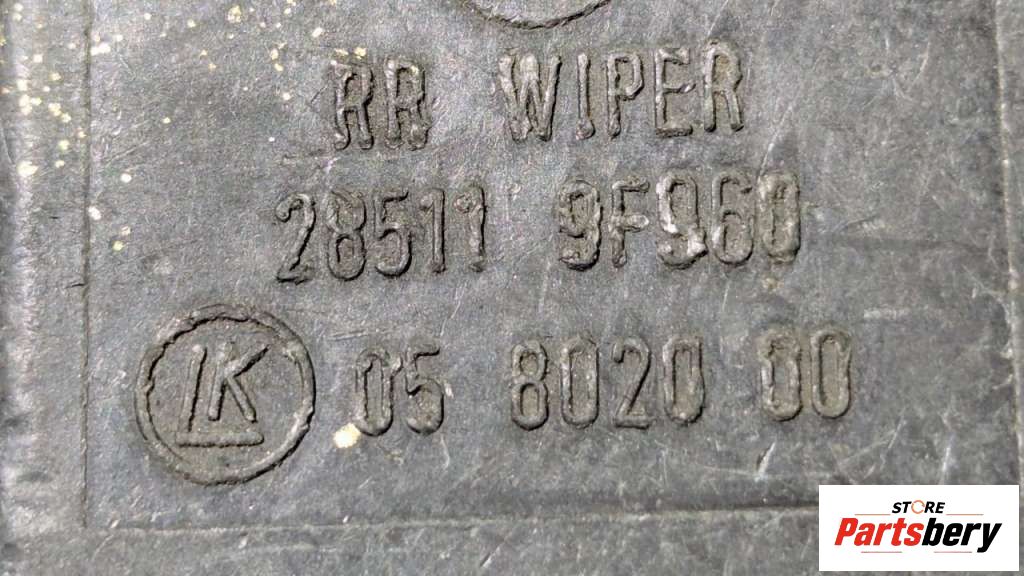 RR WIPER
28511 9F960
LK 05 8020 00
STORE
Partsbery